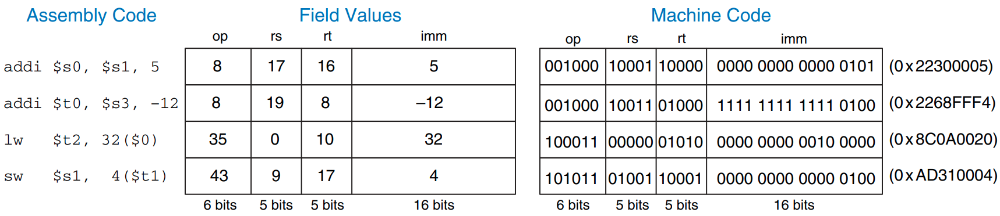 Assembly Code Field Values Machine Code
op rs rt imm op rs rt imm
addi $s0, $s1, 5 8 17 16 5 001000 10001 10000 0000 0000 0000 0101 (0x22300005)
addi $t0, $s3, –12 8 19 8 –12 001000 10011 01000 1111 1111 1111 0100 (0x2268FFF4)
lw $t2, 32($0) 35 0 10 32 100011 00000 01010 0000 0000 0010 0000 (0x8C0A0020)
sw $s1, 4($t1) 43 9 17 4 101011 01001 10001 0000 0000 0000 0100 (0xAD310004)
6 bits 5 bits 5 bits 16 bits 6 bits 5 bits 5 bits 16 bits